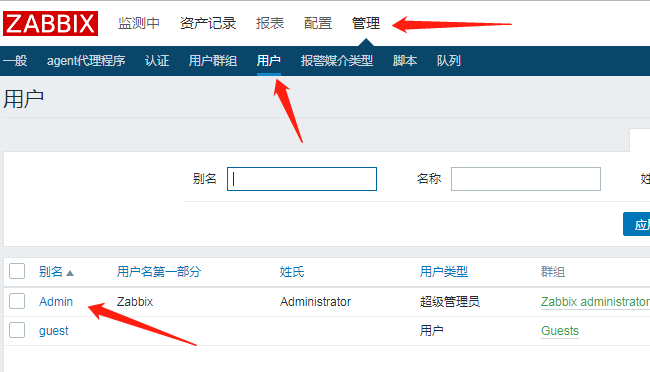 ZABBIX 监测中 资产记录 报表 配置 管理
一般 agent代理程序 认证 用户群组 用户 报警媒介类型 脚本 队列
用户
别名 名称 姓
应用
别名 用户名第一部分 姓氏 用户类型 群组
Admin Zabbix Administrator 超级管理员 Zabbix administrator
guest 用户 Guests